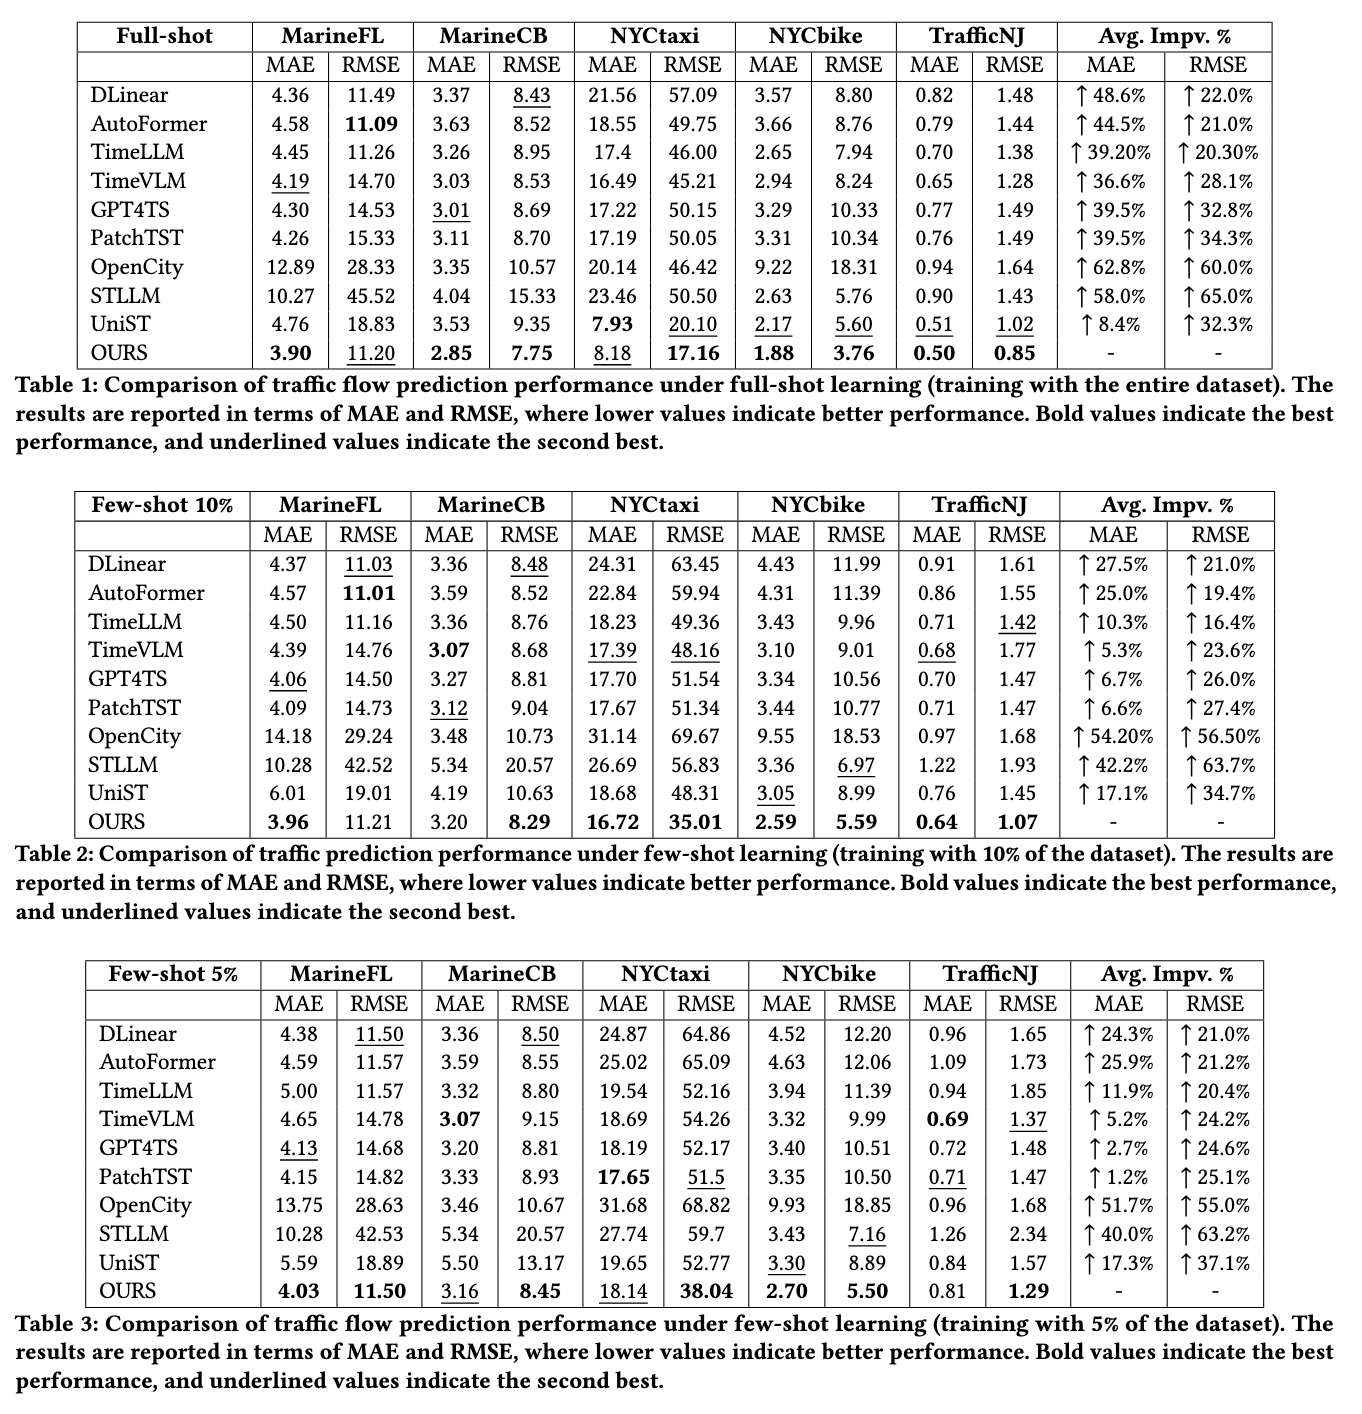 Full-shot MarineFL MarineCB NYCtaxi NYCbike TrafficNJ Avg. Impv. %
MAE RMSE MAE RMSE MAE RMSE MAE RMSE MAE RMSE MAE RMSE
DLinear 4.36 11.49 3.37 8.43 21.56 57.09 3.57 8.80 0.82 1.48 ↑ 48.6% ↑ 22.0%
AutoFormer 4.58 11.09 3.63 8.52 18.55 49.75 3.66 8.76 0.79 1.44 ↑ 44.5% ↑ 21.0%
TimeLLM 4.45 11.26 3.26 8.95 17.4 46.00 2.65 7.94 0.70 1.38 ↑ 39.20% ↑ 20.30%
TimeVLM 4.19 14.70 3.03 8.53 16.49 45.21 2.94 8.24 0.65 1.28 ↑ 36.6% ↑ 28.1%
GPT4TS 4.30 14.53 3.01 8.69 17.22 50.15 3.29 10.33 0.77 1.49 ↑ 39.5% ↑ 32.8%
PatchTST 4.26 15.33 3.11 8.70 17.19 50.05 3.31 10.34 0.76 1.49 ↑ 39.5% ↑ 34.3%
OpenCity 12.89 28.33 3.35 10.57 20.14 46.42 9.22 18.31 0.94 1.64 ↑ 62.8% ↑ 60.0%
STLLM 10.27 45.52 4.04 15.33 23.46 50.50 2.63 5.76 0.90 1.43 ↑ 58.0% ↑ 65.0%
UniST 4.76 18.83 3.53 9.35 7.93 20.10 2.17 5.60 0.51 1.02 ↑ 8.4% ↑ 32.3%
OURS 3.90 11.20 2.85 7.75 8.18 17.16 1.88 3.76 0.50 0.85 - -
Table 1: Comparison of traffic flow prediction performance under full-shot learning (training with the entire dataset). The
results are reported in terms of MAE and RMSE, where lower values indicate better performance. Bold values indicate the best
performance, and underlined values indicate the second best.
Few-shot 10% MarineFL MarineCB NYCtaxi NYCbike TrafficNJ Avg. Impv. %
MAE RMSE MAE RMSE MAE RMSE MAE RMSE MAE RMSE MAE RMSE
DLinear 4.37 11.03 3.36 8.48 24.31 63.45 4.43 11.99 0.91 1.61 ↑ 27.5% ↑ 21.0%
AutoFormer 4.57 11.01 3.59 8.52 22.84 59.94 4.31 11.39 0.86 1.55 ↑ 25.0% ↑ 19.4%
TimeLLM 4.50 11.16 3.36 8.76 18.23 49.36 3.43 9.96 0.71 1.42 ↑ 10.3% ↑ 16.4%
TimeVLM 4.39 14.76 3.07 8.68 17.39 48.16 3.10 9.01 0.68 1.77 ↑ 5.3% ↑ 23.6%
GPT4TS 4.06 14.50 3.27 8.81 17.70 51.54 3.34 10.56 0.70 1.47 ↑ 6.7% ↑ 26.0%
PatchTST 4.09 14.73 3.12 9.04 17.67 51.34 3.44 10.77 0.71 1.47 ↑ 6.6% ↑ 27.4%
OpenCity 14.18 29.24 3.48 10.73 31.14 69.67 9.55 18.53 0.97 1.68 ↑ 54.20% ↑ 56.50%
STLLM 10.28 42.52 5.34 20.57 26.69 56.83 3.36 6.97 1.22 1.93 ↑ 42.2% ↑ 63.7%
UniST 6.01 19.01 4.19 10.63 18.68 48.31 3.05 8.99 0.76 1.45 ↑ 17.1% ↑ 34.7%
OURS 3.96 11.21 3.20 8.29 16.72 35.01 2.59 5.59 0.64 1.07 - -
Table 2: Comparison of traffic prediction performance under few-shot learning (training with 10% of the dataset). The results are
reported in terms of MAE and RMSE, where lower values indicate better performance. Bold values indicate the best performance,
and underlined values indicate the second best.
Few-shot 5% MarineFL MarineCB NYCtaxi NYCbike TrafficNJ Avg. Impv. %
MAE RMSE MAE RMSE MAE RMSE MAE RMSE MAE RMSE MAE RMSE
DLinear 4.38 11.50 3.36 8.50 24.87 64.86 4.52 12.20 0.96 1.65 ↑ 24.3% ↑ 21.0%
AutoFormer 4.59 11.57 3.59 8.55 25.02 65.09 4.63 12.06 1.09 1.73 ↑ 25.9% ↑ 21.2%
TimeLLM 5.00 11.57 3.32 8.80 19.54 52.16 3.94 11.39 0.94 1.85 ↑ 11.9% ↑ 20.4%
TimeVLM 4.65 14.78 3.07 9.15 18.69 54.26 3.32 9.99 0.69 1.37 ↑ 5.2% ↑ 24.2%
GPT4TS 4.13 14.68 3.20 8.81 18.19 52.17 3.40 10.51 0.72 1.48 ↑ 2.7% ↑ 24.6%
PatchTST 4.15 14.82 3.33 8.93 17.65 51.5 3.35 10.50 0.71 1.47 ↑ 1.2% ↑ 25.1%
OpenCity 13.75 28.63 3.46 10.67 31.68 68.82 9.93 18.85 0.96 1.68 ↑ 51.7% ↑ 55.0%
STLLM 10.28 42.53 5.34 20.57 27.74 59.7 3.43 7.16 1.26 2.34 ↑ 40.0% ↑ 63.2%
UniST 5.59 18.89 5.50 13.17 19.65 52.77 3.30 8.89 0.84 1.57 ↑ 17.3% ↑ 37.1%
OURS 4.03 11.50 3.16 8.45 18.14 38.04 2.70 5.50 0.81 1.29 - -
Table 3: Comparison of traffic flow prediction performance under few-shot learning (training with 5% of the dataset). The
results are reported in terms of MAE and RMSE, where lower values indicate better performance. Bold values indicate the best
performance, and underlined values indicate the second best.